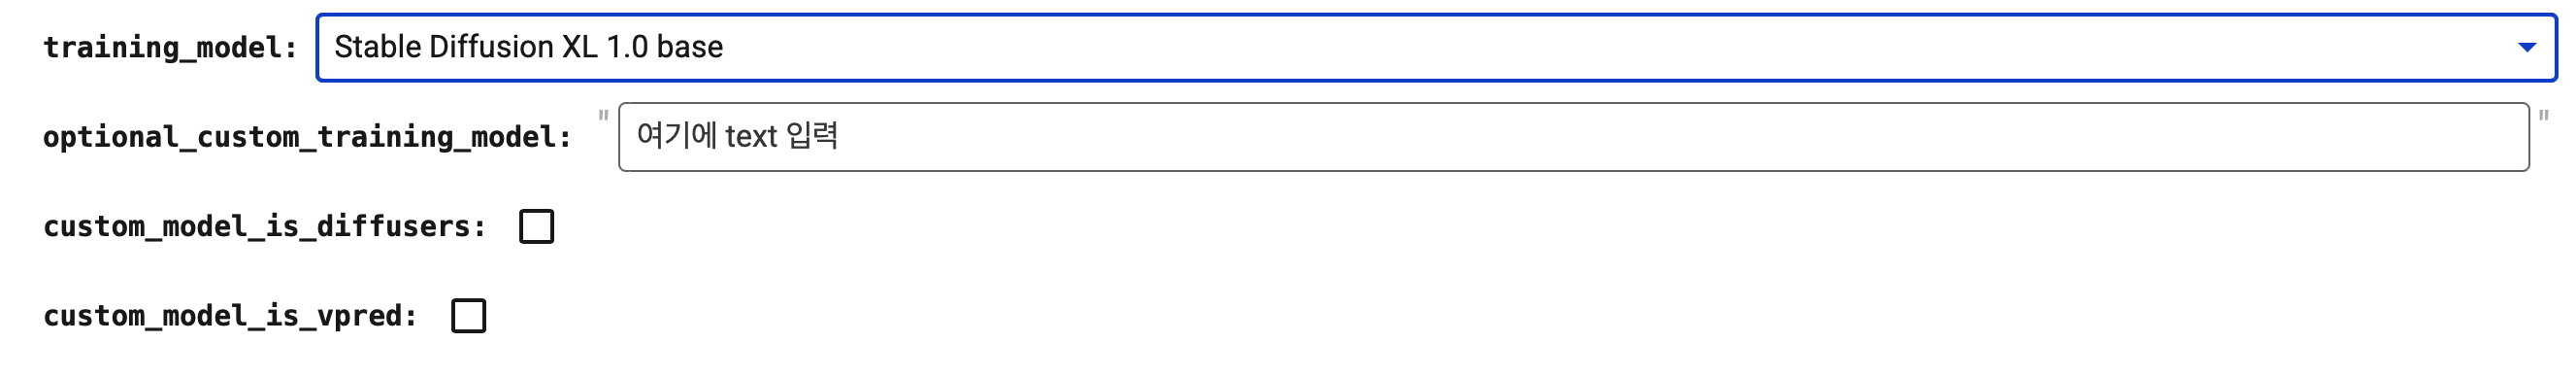 training_model: Stable Diffusion XL 1.0 base
optional_custom_training_model: " 여기에 text 입력 "
custom_model_is_diffusers:
custom_model_is_vpred: